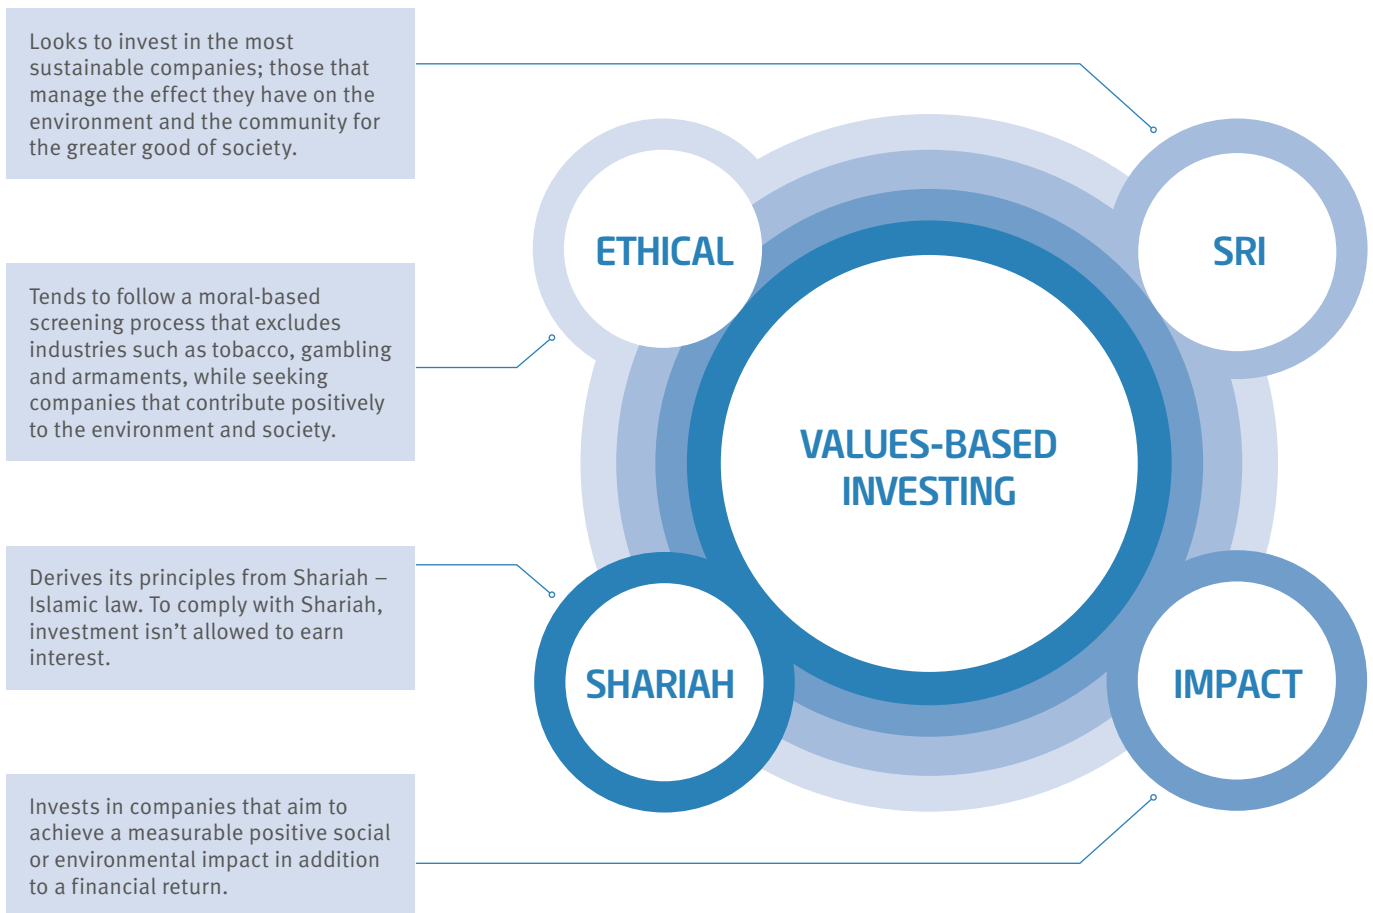 Looks to invest in the most
sustainable companies; those that
manage the effect they have on the
environment and the community for
the greater good of society.
Tends to follow a moral-based
screening process that excludes
industries such as tobacco, gambling
and armaments, while seeking
companies that contribute positively
to the environment and society.
Derives its principles from Shariah –
Islamic law. To comply with Shariah,
investment isn’t allowed to earn
interest.
Invests in companies that aim to
achieve a measurable positive social
or environmental impact in addition
to a financial return.
ETHICAL
SRI
VALUES-BASED
INVESTING
SHARIAH
IMPACT